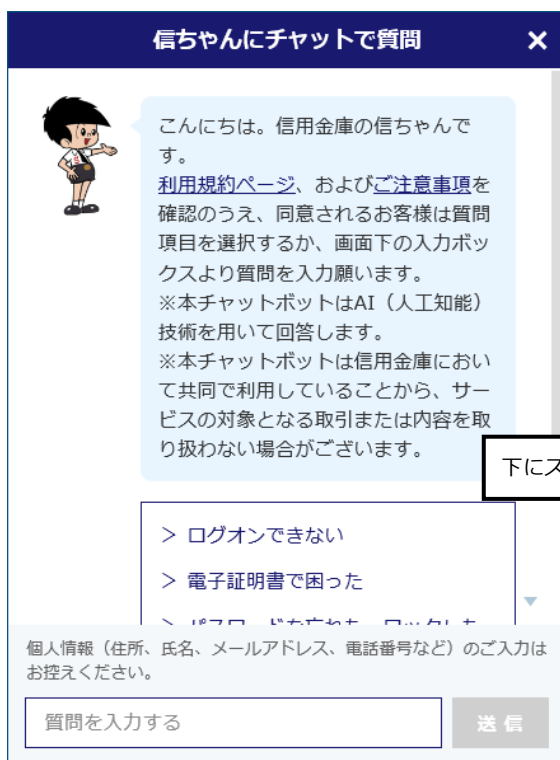 信ちゃんにチャットで質問
こんにちは。信用金庫の信ちゃんで
す。
利用規約ページ、およびご注意事項を
確認のうえ、同意されるお客様は質問
項目を選択するか、画面下の入力ボッ
クスより質問を入力願います。
※本チャットボットはAI（人工知能）
技術を用いて回答します。
※本チャットボットは信用金庫におい
て共同で利用していることから、サー
ビスの対象となる取引または内容を取
り扱わない場合がございます。
下にス
＞ ログオンできない
＞ 電子証明書で困った
個人情報（住所、氏名、メールアドレス、電話番号など）のご入力は
お控えください。
質問を入力する
送信